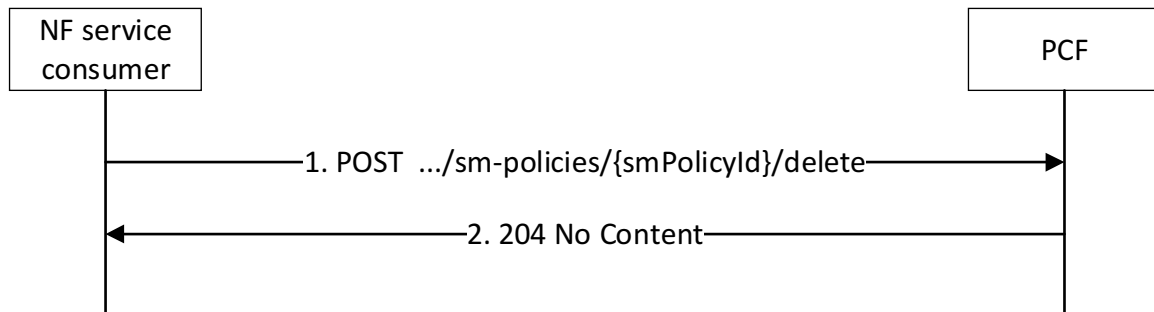 NF service
consumer
PCF
1. POST .../sm-policies/{smPolicyId}/delete
2. 204 No Content